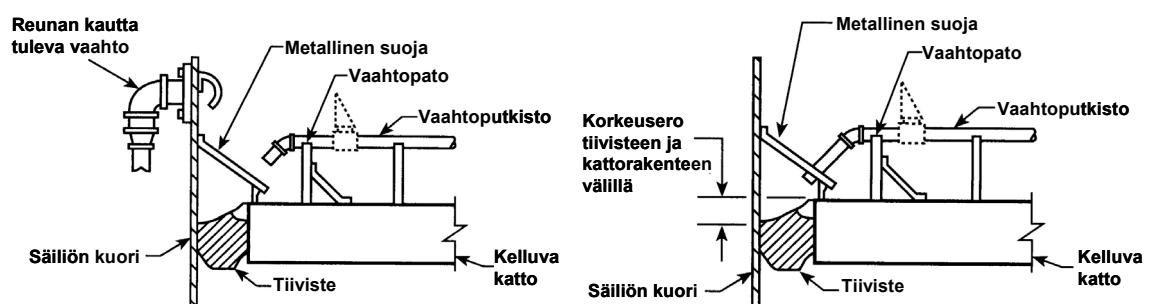 Reunan kautta
tuleva vaahto
Metallinen suoja
Vaahtopato
Vaahtoputkisto
Säiliön kuori
Tiiviste
Kelluva
katto
Metallinen suoja
Vaahtopato
Vaahtoputkisto
Korkeusero
tiivisteen ja
kattorakenteen
välillä
Säiliön kuori
Tiiviste
Kelluva
katto